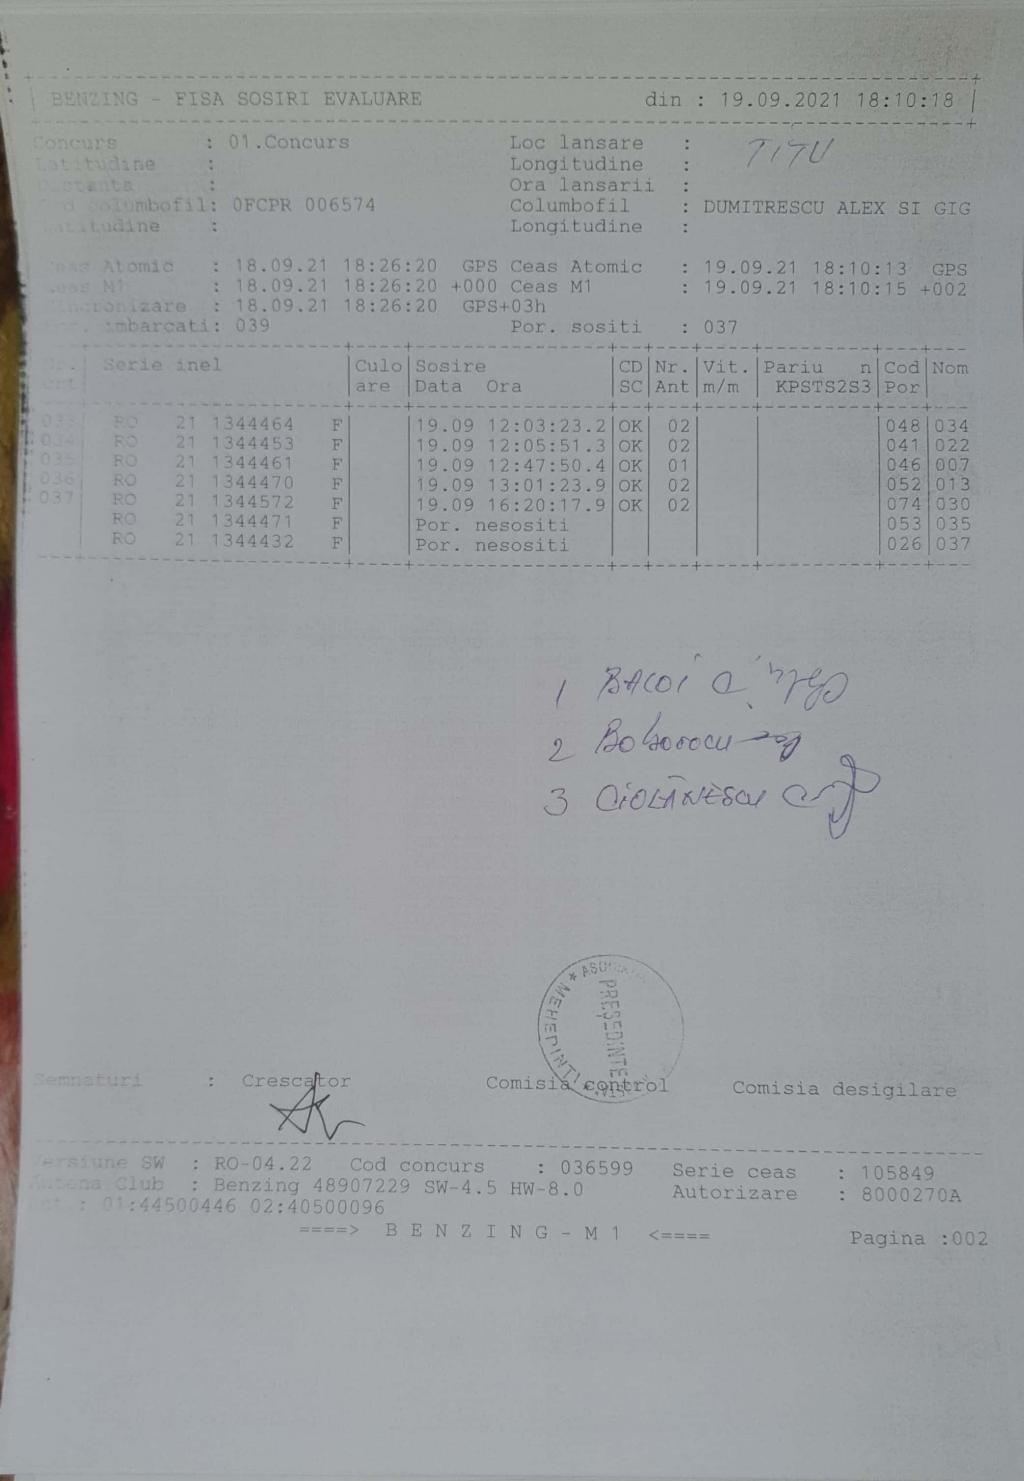 BENZING - FISA SOSIRI EVALUARE din : 19.09.2021 18:10:18
Concurs : 01.Concurs Loc lansare : TITU
Latitudine : Longitudine :
Distanta : Ora lansarii :
Cod columbofil: 0FCPR 006574 Columbofil : DUMITRESCU ALEX SI GIG
Latitudine : Longitudine :
Ceas Atomic : 18.09.21 18:26:20 GPS Ceas Atomic : 19.09.21 18:10:13 GPS
Ceas M1 : 18.09.21 18:26:20 +000 Ceas M1 : 19.09.21 18:10:15 +002
Sincronizare : 18.09.21 18:26:20 GPS+03h
Por. imbarcati: 039 Por. sositi : 037
Nr. Serie inel Culo Sosire CD Nr. Vit. Pariu n Cod Nom
crt are Data Ora SC Ant m/m KPSTS2S3 Por
033 RO 21 1344464 F 19.09 12:03:23.2 OK 02 048 034
034 RO 21 1344453 F 19.09 12:05:51.3 OK 02 041 022
035 RO 21 1344461 F 19.09 12:47:50.4 OK 01 046 007
036 RO 21 1344470 F 19.09 13:01:23.9 OK 02 052 013
037 RO 21 1344572 F 19.09 16:20:17.9 OK 02 074 030
RO 21 1344471 F Por. nesositi 053 035
RO 21 1344432 F Por. nesositi 026 037
1 BACOI
2
3 CIOLĂNESCU
PREŞEDINTE
MEHEDINTI
Semnaturi : Crescator Comisia control Comisia desigilare
Versiune SW : RO-04.22 Cod concurs : 036599 Serie ceas : 105849
Antena Club : Benzing 48907229 SW-4.5 HW-8.0 Autorizare : 8000270A
Ant.: 01:44500446 02:40500096
====> B E N Z I N G - M 1 <==== Pagina :002